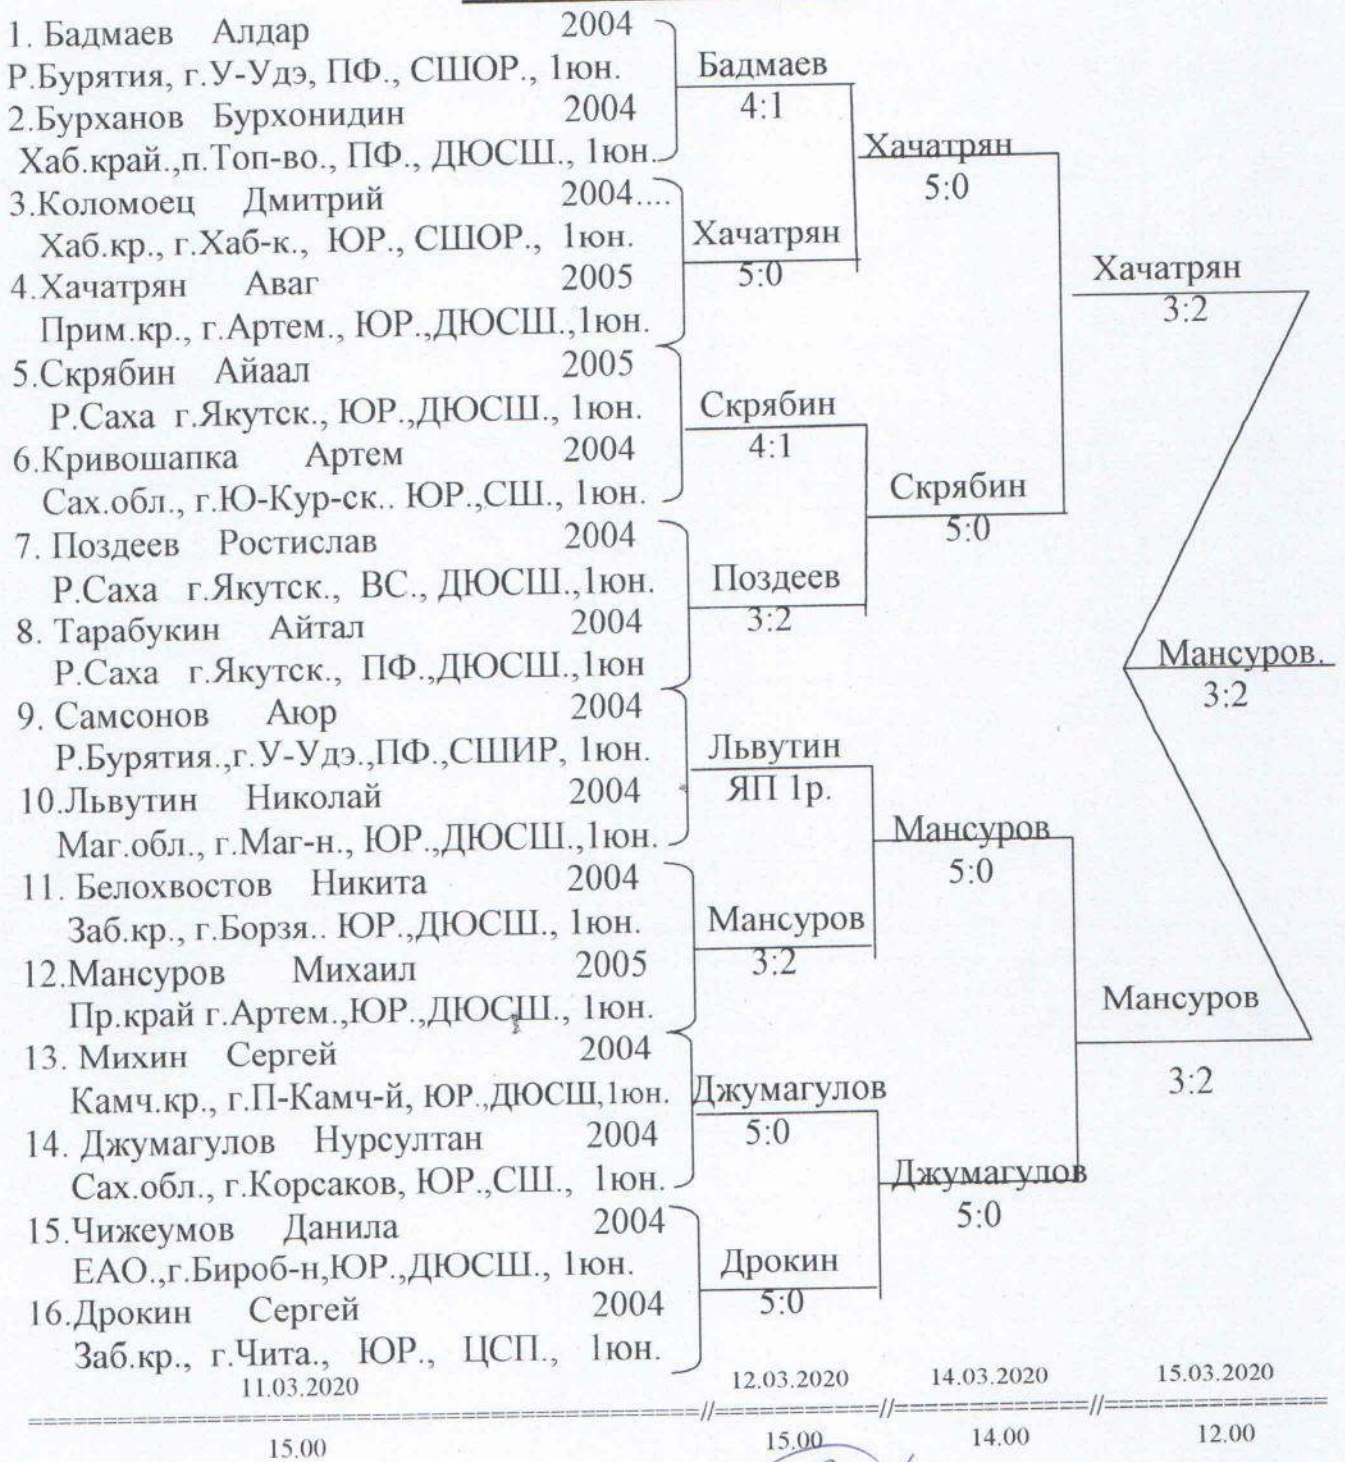 1. Бадмаев Алдар 2004
Р.Бурятия, г.У-Удэ, ПФ., СШОР., 1юн.
2.Бурханов Бурхонидин 2004
Хаб.край.,п.Топ-во., ПФ., ДЮСШ., 1юн.
3.Коломоец Дмитрий 2004....
Хаб.кр., г.Хаб-к., ЮР., СШОР., 1юн.
4.Хачатрян Аваг 2005
Прим.кр., г.Артем., ЮР.,ДЮСШ.,1юн.
5.Скрябин Айаал 2005
Р.Саха г.Якутск., ЮР.,ДЮСШ., 1юн.
6.Кривошапка Артем 2004
Сах.обл., г.Ю-Кур-ск.. ЮР.,СШ., 1юн.
7. Поздеев Ростислав 2004
Р.Саха г.Якутск., ВС., ДЮСШ.,1юн.
8. Тарабукин Айтал 2004
Р.Саха г.Якутск., ПФ.,ДЮСШ.,1юн
9. Самсонов Аюр 2004
Р.Бурятия.,г.У-Удэ.,ПФ.,СШИР, 1юн.
10.Львутин Николай 2004
Маг.обл., г.Маг-н., ЮР.,ДЮСШ.,1юн.
11. Белохвостов Никита 2004
Заб.кр., г.Борзя.. ЮР.,ДЮСШ., 1юн.
12.Мансуров Михаил 2005
Пр.край г.Артем.,ЮР.,ДЮСШ., 1юн.
13. Михин Сергей 2004
Камч.кр., г.П-Камч-й, ЮР.,ДЮСШ,1юн.
14. Джумагулов Нурсултан 2004
Сах.обл., г.Корсаков, ЮР.,СШ., 1юн.
15.Чижеумов Данила 2004
ЕАО.,г.Бироб-н,ЮР.,ДЮСШ., 1юн.
16.Дрокин Сергей 2004
Заб.кр., г.Чита., ЮР., ЦСП., 1юн.
Бадмаев
4:1
Хачатрян
5:0
Скрябин
4:1
Поздеев
3:2
Львутин
ЯП 1р.
Мансуров
3:2
Джумагулов
5:0
Дрокин
5:0
Хачатрян
5:0
Скрябин
5:0
Мансуров
5:0
Джумагулов
5:0
Хачатрян
3:2
Мансуров
3:2
Мансуров.
3:2
11.03.2020 12.03.2020 14.03.2020 15.03.2020
15.00 15.00 14.00 12.00